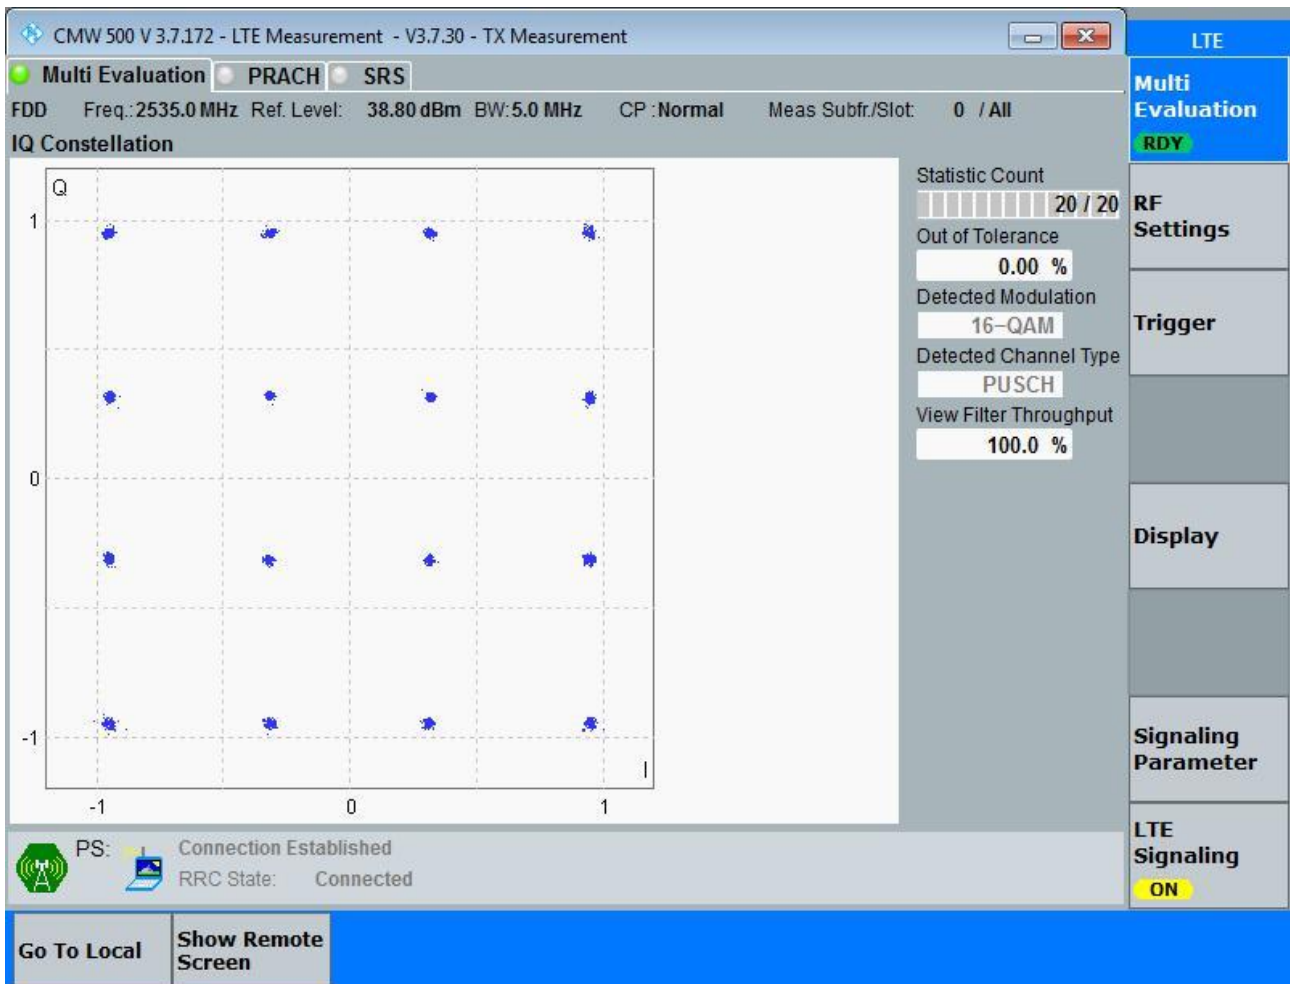 CMW 500 V 3.7.172 - LTE Measurement - V3.7.30 - TX Measurement
LTE
Multi Evaluation PRACH SRS
FDD Freq.: 2535.0 MHz Ref. Level: 38.80 dBm BW: 5.0 MHz CP : Normal Meas Subfr./Slot: 0 / All
IQ Constellation
Q
1
0
-1
I
-1 0 1
Statistic Count
20 / 20
Out of Tolerance
0.00 %
Detected Modulation
16-QAM
Detected Channel Type
PUSCH
View Filter Throughput
100.0 %
Multi
Evaluation
RDY
RF
Settings
Trigger
Display
Signaling
Parameter
LTE
Signaling
ON
PS: Connection Established
RRC State: Connected
Go To Local
Show Remote
Screen